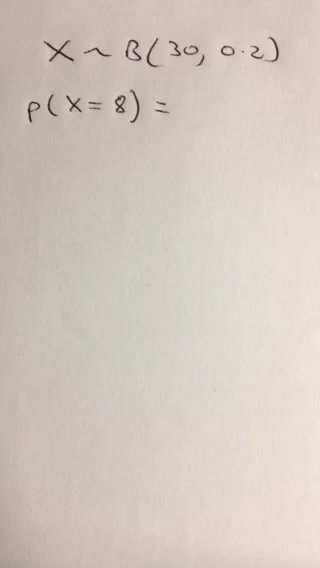 X ~ B(30, 0.2)
P(X = 8) =